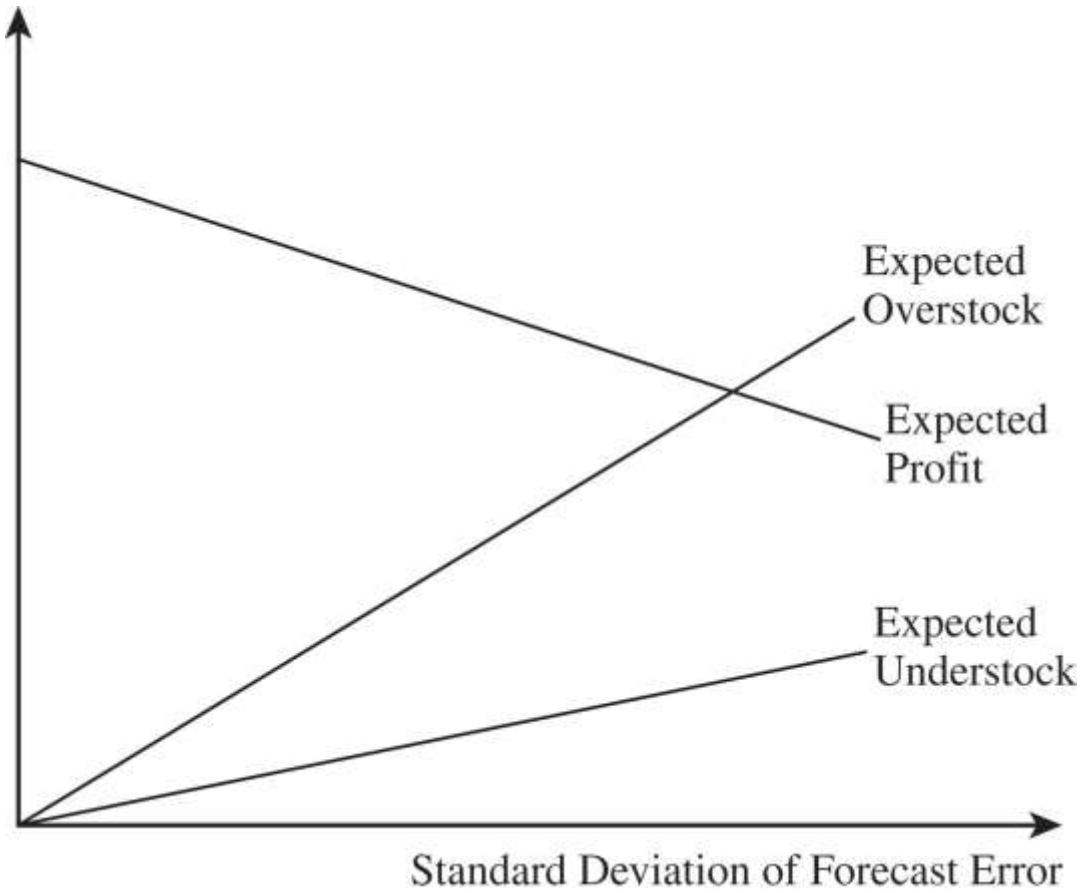 Expected
Overstock
Expected
Profit
Expected
Understock
Standard Deviation of Forecast Error